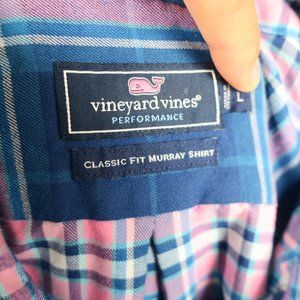 vineyard vines®
PERFORMANCE
L
CLASSIC FIT MURRAY SHIRT